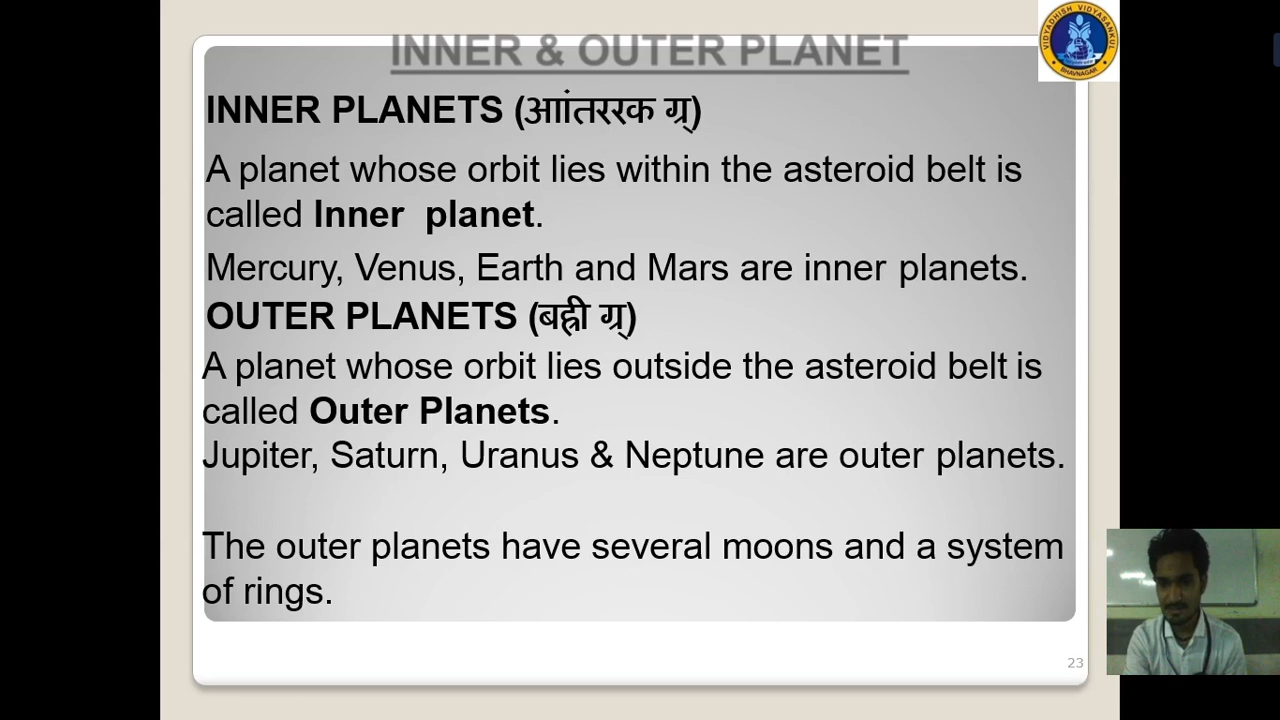 INNER & OUTER PLANET
VIDYADHISH VIDYASANKUL
BHAVNAGAR
INNER PLANETS (आांतररक ग्र्)
A planet whose orbit lies within the asteroid belt is
called Inner planet.
Mercury, Venus, Earth and Mars are inner planets.
OUTER PLANETS (बह्री ग्र्)
A planet whose orbit lies outside the asteroid belt is
called Outer Planets.
Jupiter, Saturn, Uranus & Neptune are outer planets.
The outer planets have several moons and a system
of rings.
23